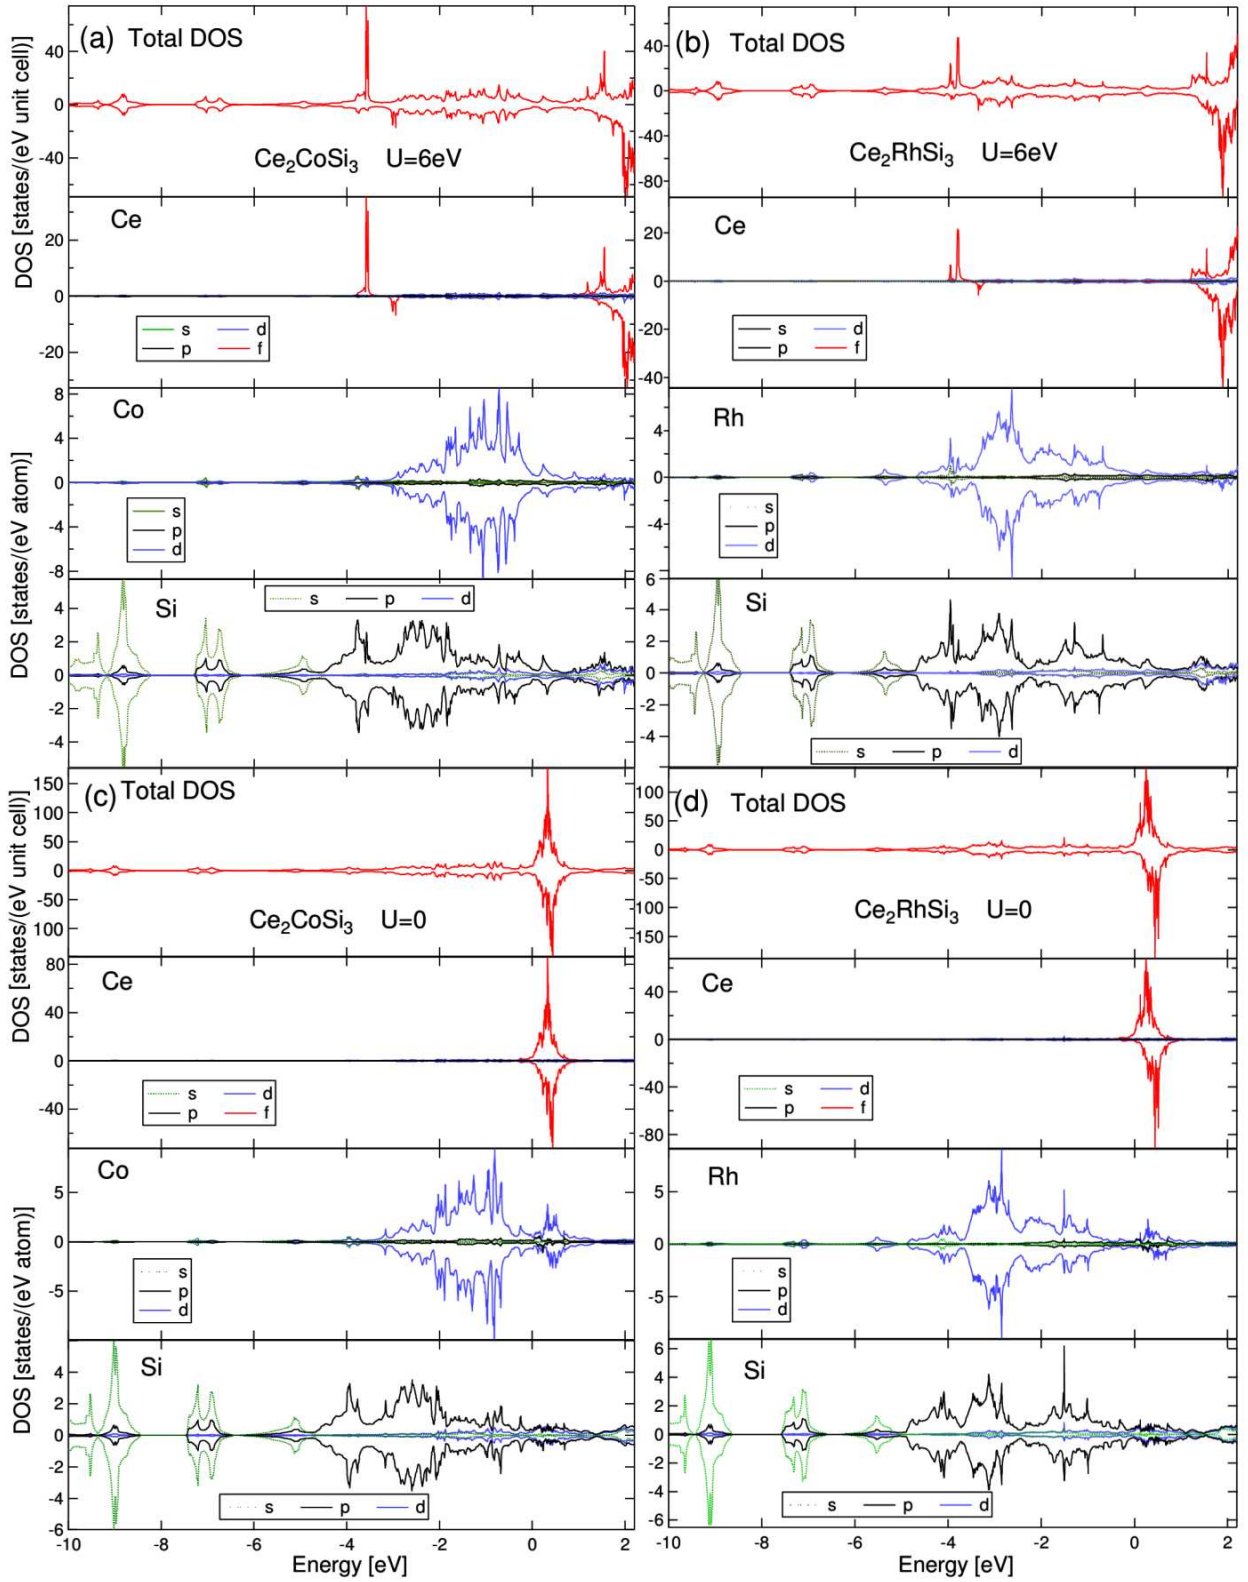 (a) Total DOS
40
0
-40
Ce₂CoSi₃ U=6eV
DOS [states/(eV unit cell)]
Ce
20
0
-20
s d
p f
Co
8
4
0
-4
-8
s
p
d
DOS [states/(eV atom)]
Si
s p d
4
2
0
-2
-4
(b) Total DOS
40
0
-40
-80
Ce₂RhSi₃ U=6eV
Ce
20
0
-20
-40
s d
p f
Rh
4
0
-4
s
p
d
Si
6
4
2
0
-2
-4
s p d
(c) Total DOS
150
100
50
0
-50
100
Ce₂CoSi₃ U=0
DOS [states/(eV unit cell)]
Ce
80
40
0
-40
s d
p f
Co
5
0
-5
s
p
d
DOS [states/(eV atom)]
Si
6
4
2
0
-2
-4
-6
s p d
-10 -8 -6 -4 -2 0 2
Energy [eV]
(d) Total DOS
100
50
0
-50
100
150
Ce₂RhSi₃ U=0
Ce
40
0
-40
-80
s d
p f
Rh
5
0
-5
s
p
d
Si
6
4
2
0
-2
-4
-6
s p d
-10 -8 -6 -4 -2 0 2
Energy [eV]